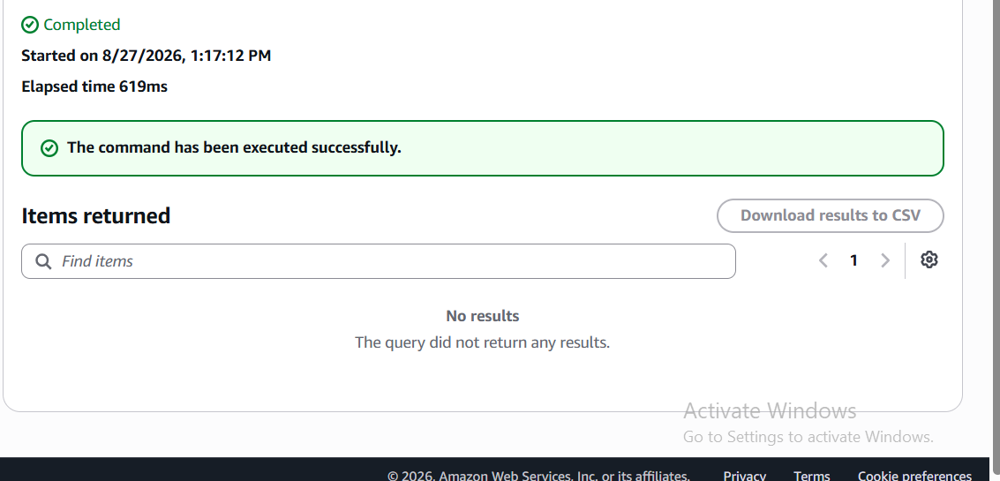 Completed
Started on 8/27/2026, 1:17:12 PM
Elapsed time 619ms
The command has been executed successfully.
Items returned
Download results to CSV
Find items
1
No results
The query did not return any results.
Activate Windows
Go to Settings to activate Windows.
© 2026, Amazon Web Services, Inc. or its affiliates.
Privacy
Terms
Cookie preferences